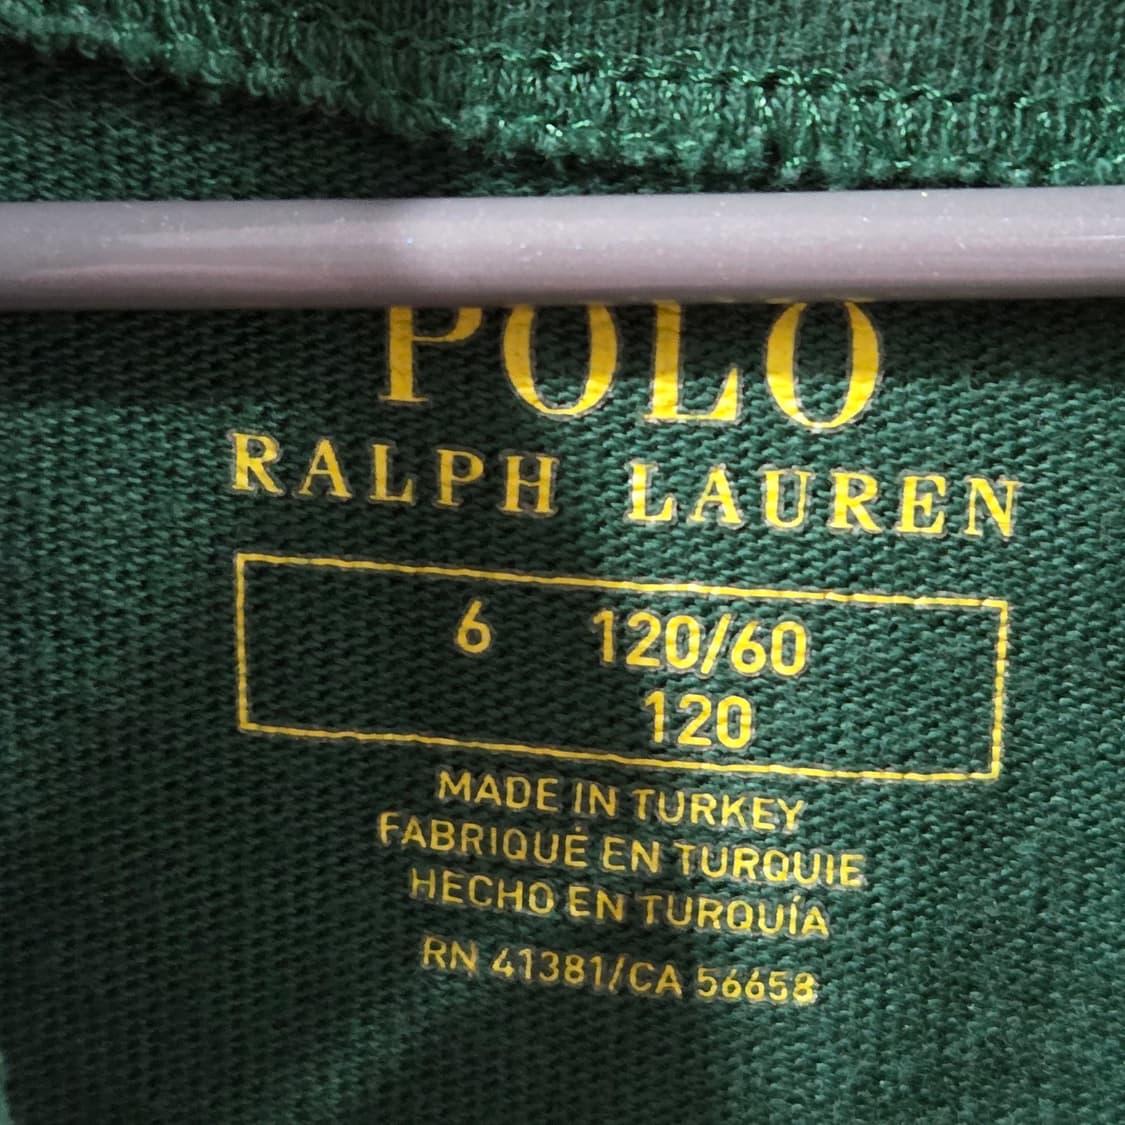 POLO
RALPH LAUREN
6 120/60
120
MADE IN TURKEY
FABRIQUÉ EN TURQUIE
HECHO EN TURQUÍA
RN 41381/CA 56658